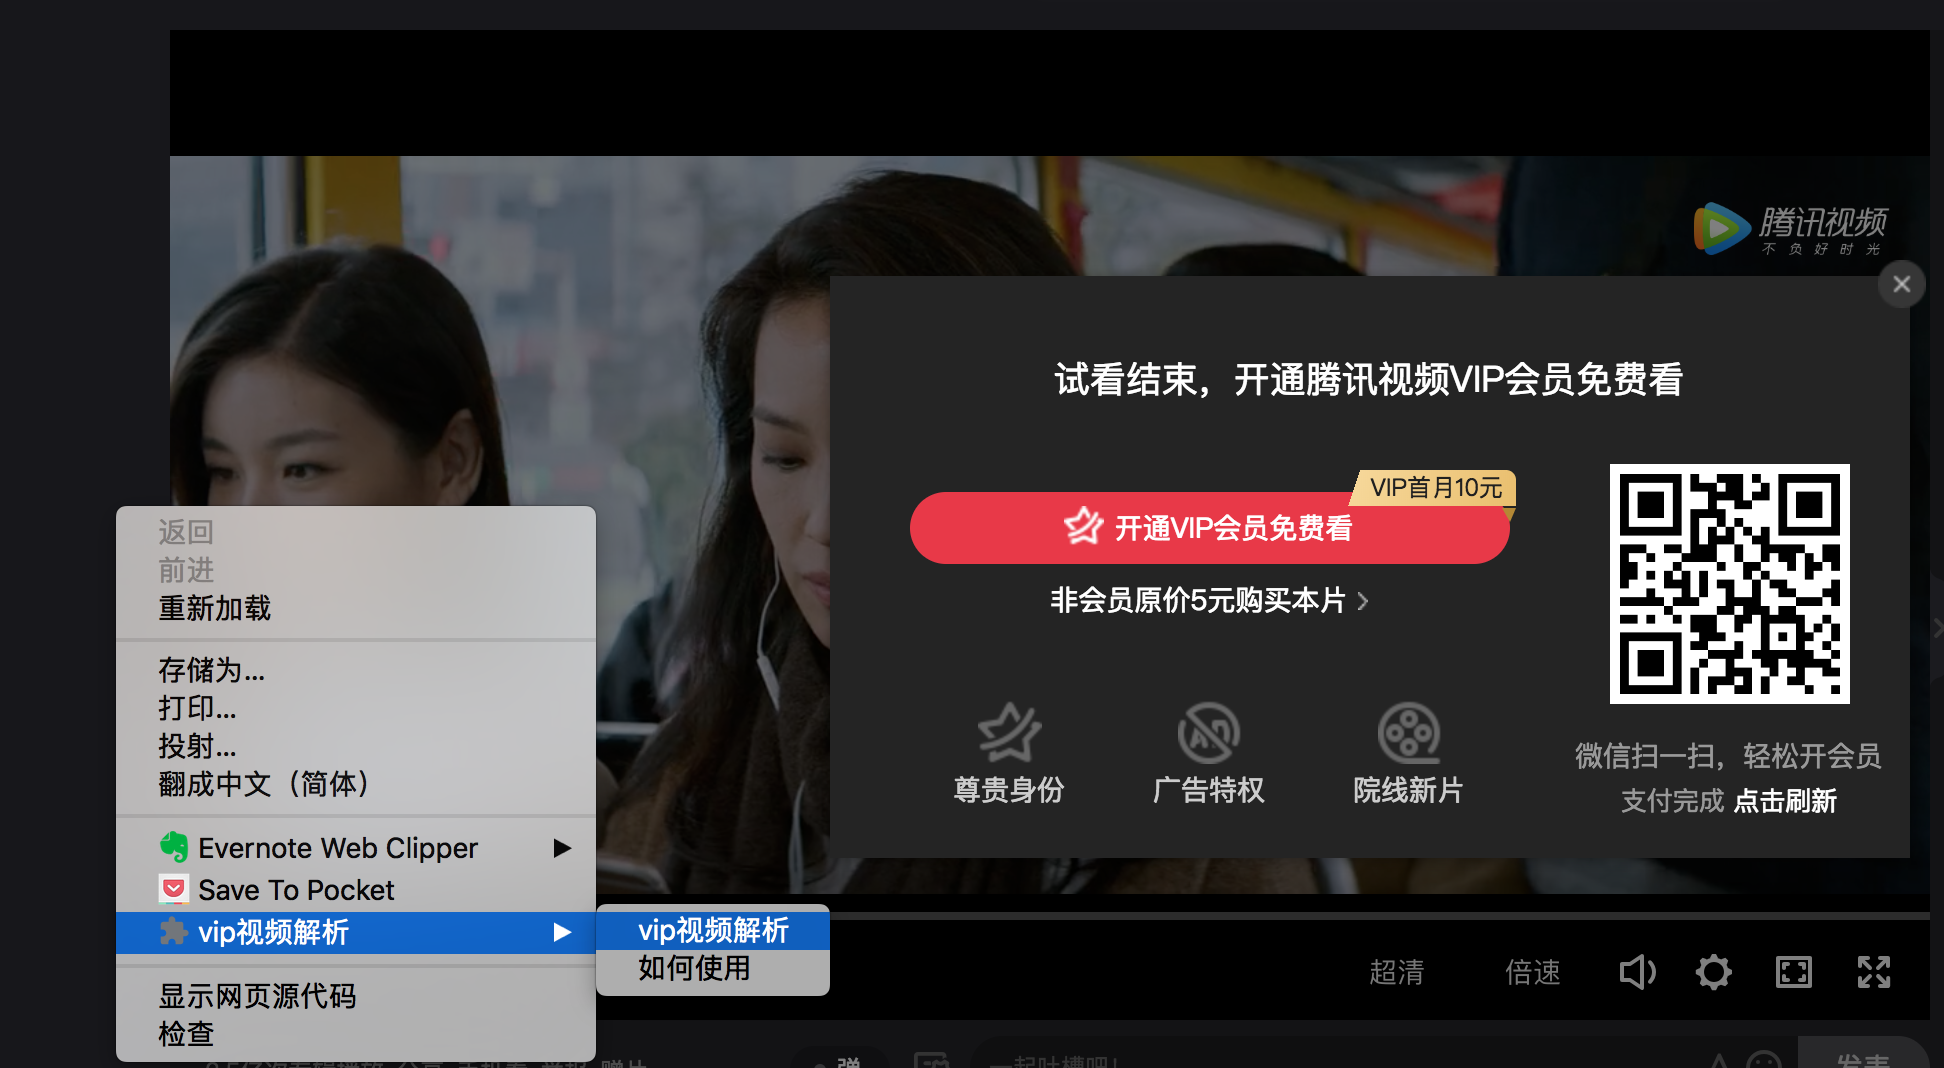 腾讯视频
不负好时光
试看结束，开通腾讯视频VIP会员免费看
VIP首月10元
开通VIP会员免费看
非会员原价5元购买本片
尊贵身份
广告特权
院线新片
微信扫一扫，轻松开会员
支付完成 点击刷新
返回
前进
重新加载
存储为...
打印...
投射...
翻成中文（简体）
Evernote Web Clipper
Save To Pocket
vip视频解析
vip视频解析
如何使用
显示网页源代码
检查
超清
倍速
弹
一起吐槽吧！
发表